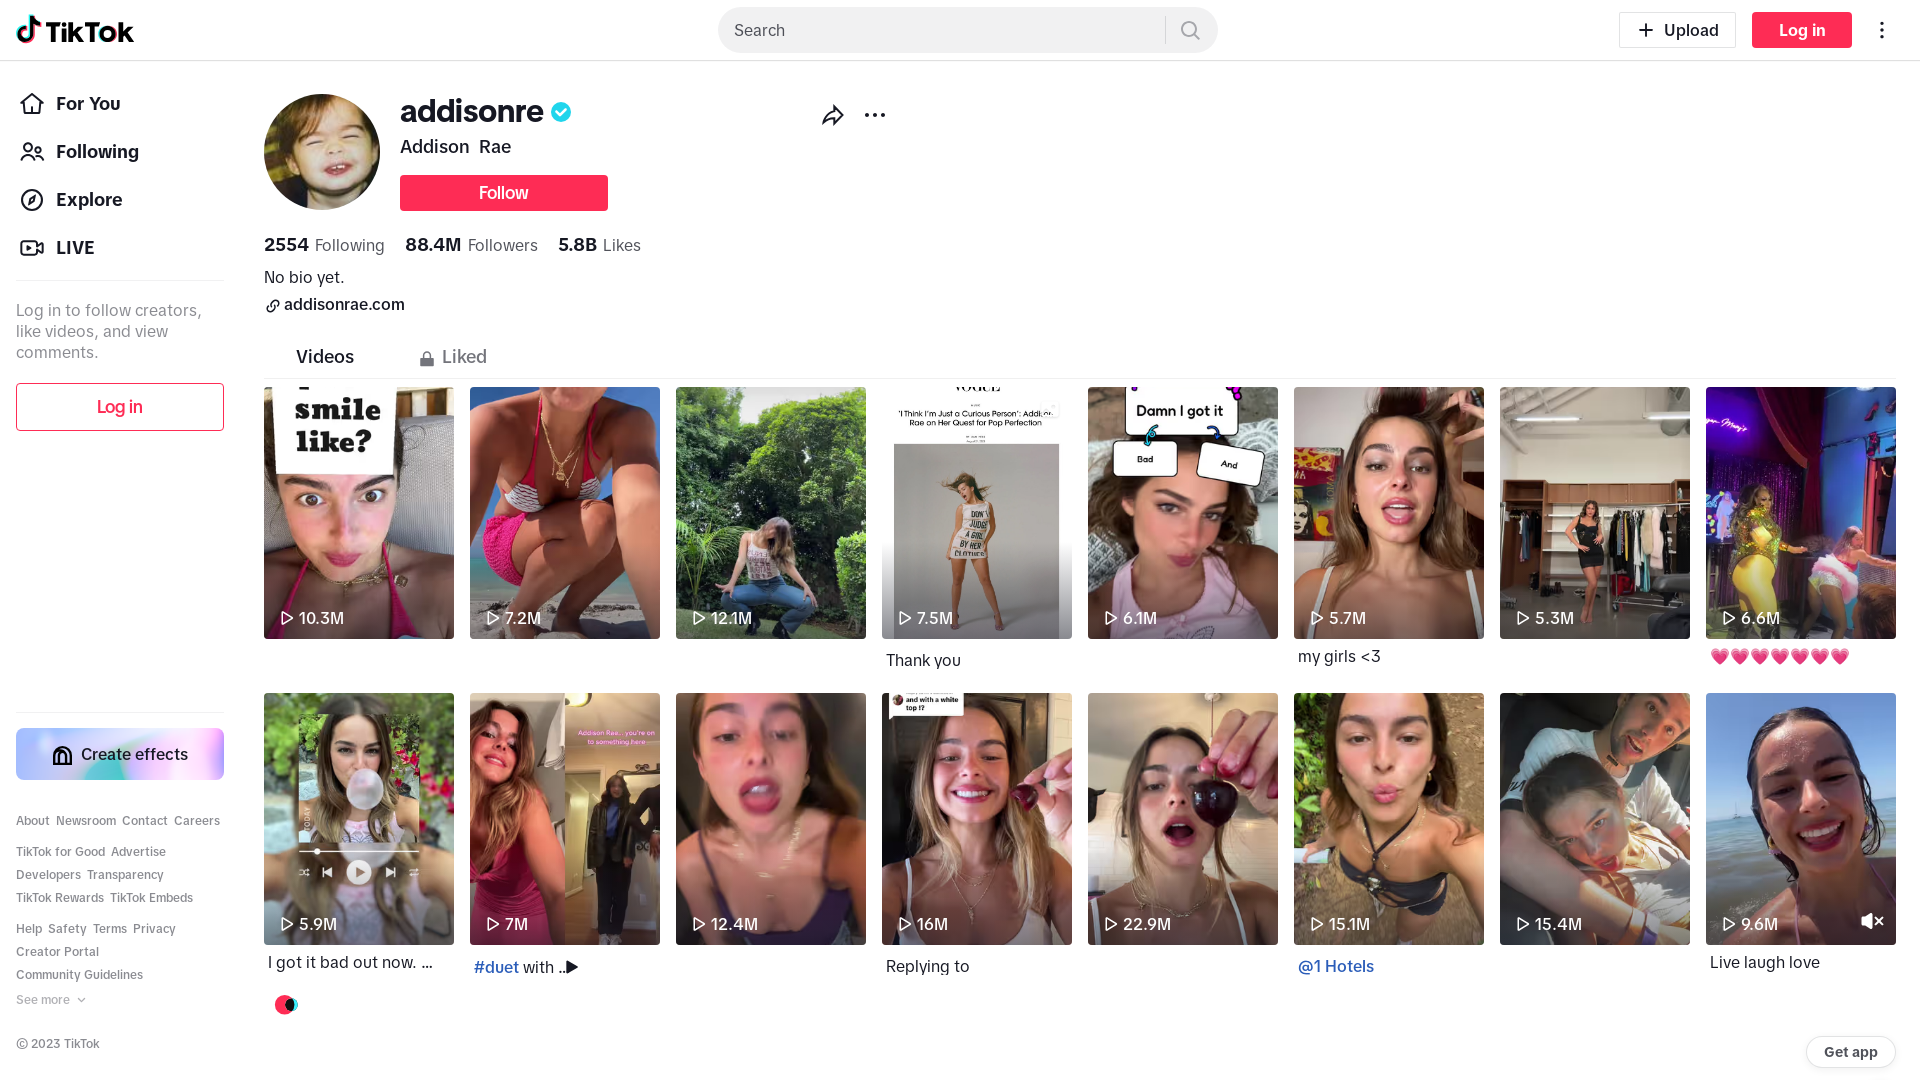 TikTok
Search
Upload
Log in
For You
Following
Explore
LIVE
Log in to follow creators,
like videos, and view
comments.
Log in
Create effects
About Newsroom Contact Careers
TikTok for Good Advertise
Developers Transparency
TikTok Rewards TikTok Embeds
Help Safety Terms Privacy
Creator Portal
Community Guidelines
See more
© 2023 TikTok
addisonre
Addison Rae
Follow
2554 Following 88.4M Followers 5.8B Likes
No bio yet.
addisonrae.com
Videos
Liked
smile
like?
10.3M
7.2M
12.1M
VOGUE
'I Think I'm Just a Curious Person': Addison
Rae on Her Quest for Pop Perfection
DON'T
JUDGE
A GIRL
BY HER
CLOTHES
7.5M
Thank you
Damn I got it
Bad
And
6.1M
5.7M
my girls <3
5.3M
6.6M
💗💗💗💗💗💗💗
5.9M
I got it bad out now. ...
Addison Rae... you're on
to something here
7M
#duet with ...
12.4M
and with a white
top !?
16M
Replying to
22.9M
15.1M
@1 Hotels
15.4M
9.6M
Live laugh love
Get app